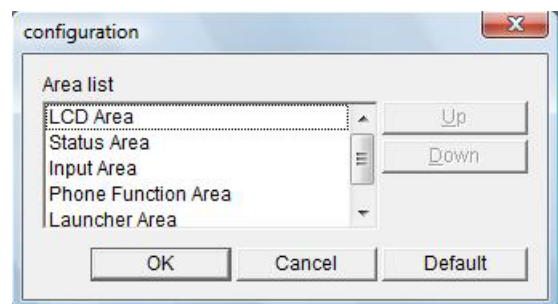 configuration
Area list
LCD Area
Status Area
Input Area
Phone Function Area
Launcher Area
Up
Down
OK Cancel Default